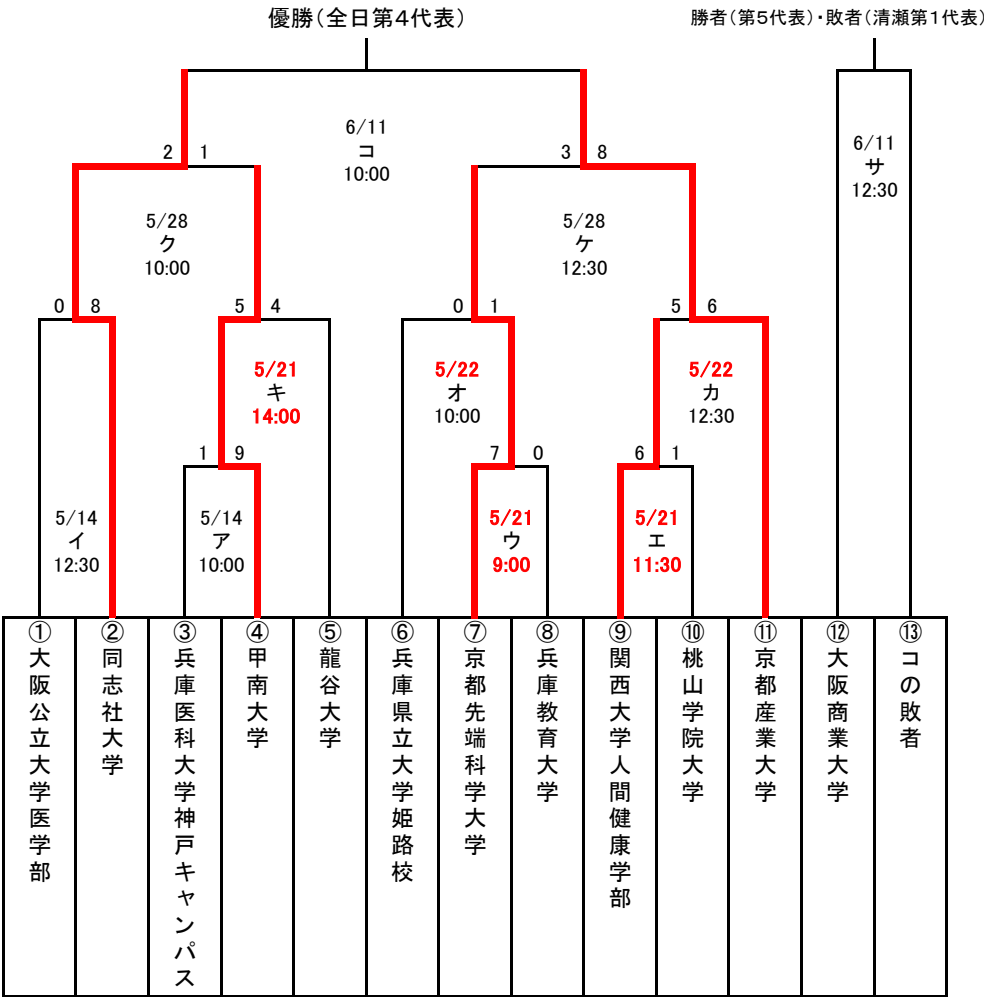 優勝(全日第4代表)
勝者(第5代表)・敗者(清瀬第1代表)
6/11
コ
10:00
6/11
サ
12:30
2 1
3 8
5/28
ク
10:00
5/28
ケ
12:30
0 8
5 4
0 1
5 6
5/21
キ
14:00
5/22
オ
10:00
5/22
カ
12:30
1 9
7 0
6 1
5/14
イ
12:30
5/14
ア
10:00
5/21
ウ
9:00
5/21
エ
11:30
①大阪公立大学医学部
②同志社大学
③兵庫医科大学神戸キャンパス
④甲南大学
⑤龍谷大学
⑥兵庫県立大学姫路校
⑦京都先端科学大学
⑧兵庫教育大学
⑨関西大学人間健康学部
⑩桃山学院大学
⑪京都産業大学
⑫大阪商業大学
⑬コの敗者